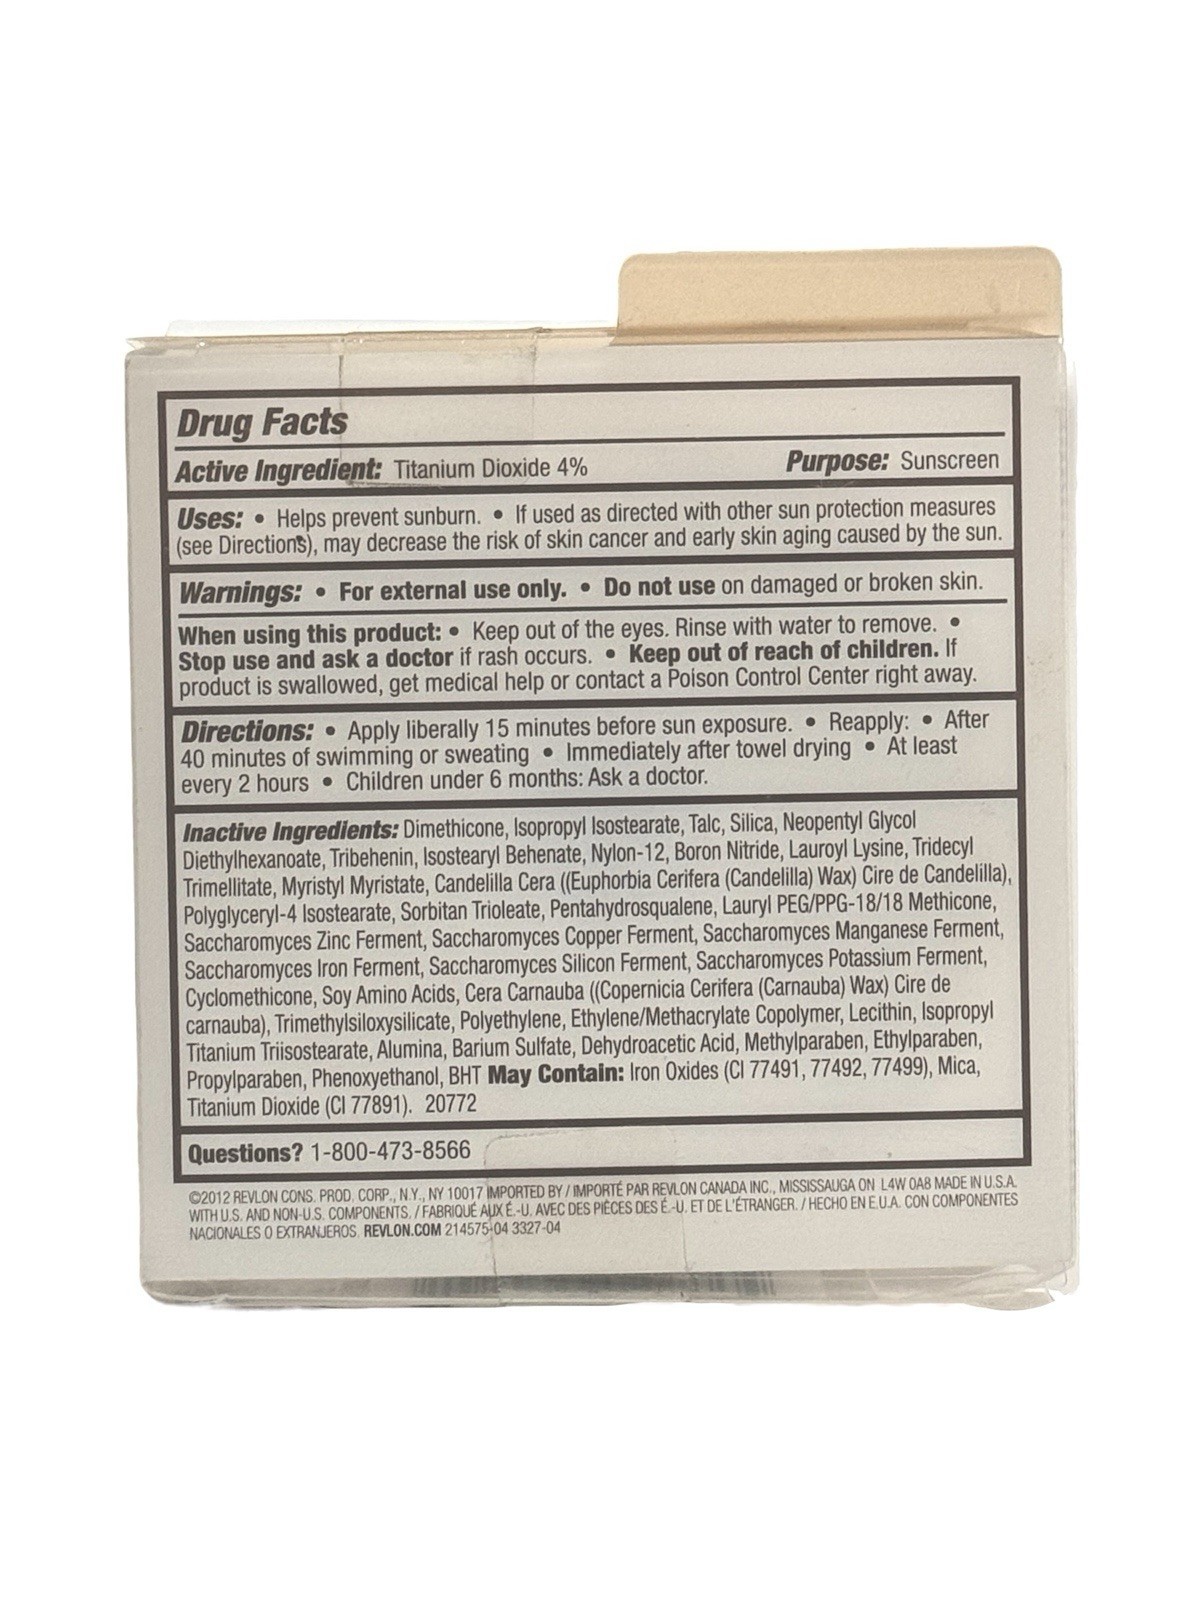 Drug Facts
Active Ingredient: Titanium Dioxide 4% Purpose: Sunscreen
Uses: • Helps prevent sunburn. • If used as directed with other sun protection measures
(see Directions), may decrease the risk of skin cancer and early skin aging caused by the sun.
Warnings: • For external use only. • Do not use on damaged or broken skin.
When using this product: • Keep out of the eyes. Rinse with water to remove. •
Stop use and ask a doctor if rash occurs. • Keep out of reach of children. If
product is swallowed, get medical help or contact a Poison Control Center right away.
Directions: • Apply liberally 15 minutes before sun exposure. • Reapply: • After
40 minutes of swimming or sweating • Immediately after towel drying • At least
every 2 hours • Children under 6 months: Ask a doctor.
Inactive Ingredients: Dimethicone, Isopropyl Isostearate, Talc, Silica, Neopentyl Glycol
Diethylhexanoate, Tribehenin, Isostearyl Behenate, Nylon-12, Boron Nitride, Lauroyl Lysine, Tridecyl
Trimellitate, Myristyl Myristate, Candelilla Cera ((Euphorbia Cerifera (Candelilla) Wax) Cire de Candelilla),
Polyglyceryl-4 Isostearate, Sorbitan Trioleate, Pentahydrosqualene, Lauryl PEG/PPG-18/18 Methicone,
Saccharomyces Zinc Ferment, Saccharomyces Copper Ferment, Saccharomyces Manganese Ferment,
Saccharomyces Iron Ferment, Saccharomyces Silicon Ferment, Saccharomyces Potassium Ferment,
Cyclomethicone, Soy Amino Acids, Cera Carnauba ((Copernicia Cerifera (Carnauba) Wax) Cire de
carnauba), Trimethylsiloxysilicate, Polyethylene, Ethylene/Methacrylate Copolymer, Lecithin, Isopropyl
Titanium Triisostearate, Alumina, Barium Sulfate, Dehydroacetic Acid, Methylparaben, Ethylparaben,
Propylparaben, Phenoxyethanol, BHT May Contain: Iron Oxides (CI 77491, 77492, 77499), Mica,
Titanium Dioxide (CI 77891). 20772
Questions? 1-800-473-8566
©2012 REVLON CONS. PROD. CORP., N.Y., NY 10017 IMPORTED BY / IMPORTÉ PAR REVLON CANADA INC., MISSISSAUGA ON L4W 0A8 MADE IN U.S.A.
WITH U.S. AND NON-U.S. COMPONENTS. / FABRIQUÉ AUX É.-U. AVEC DES PIÈCES DES É.-U. ET DE L'ÉTRANGER. / HECHO EN E.U.A. CON COMPONENTES
NACIONALES O EXTRANJEROS. REVLON.COM 214575-04 3327-04